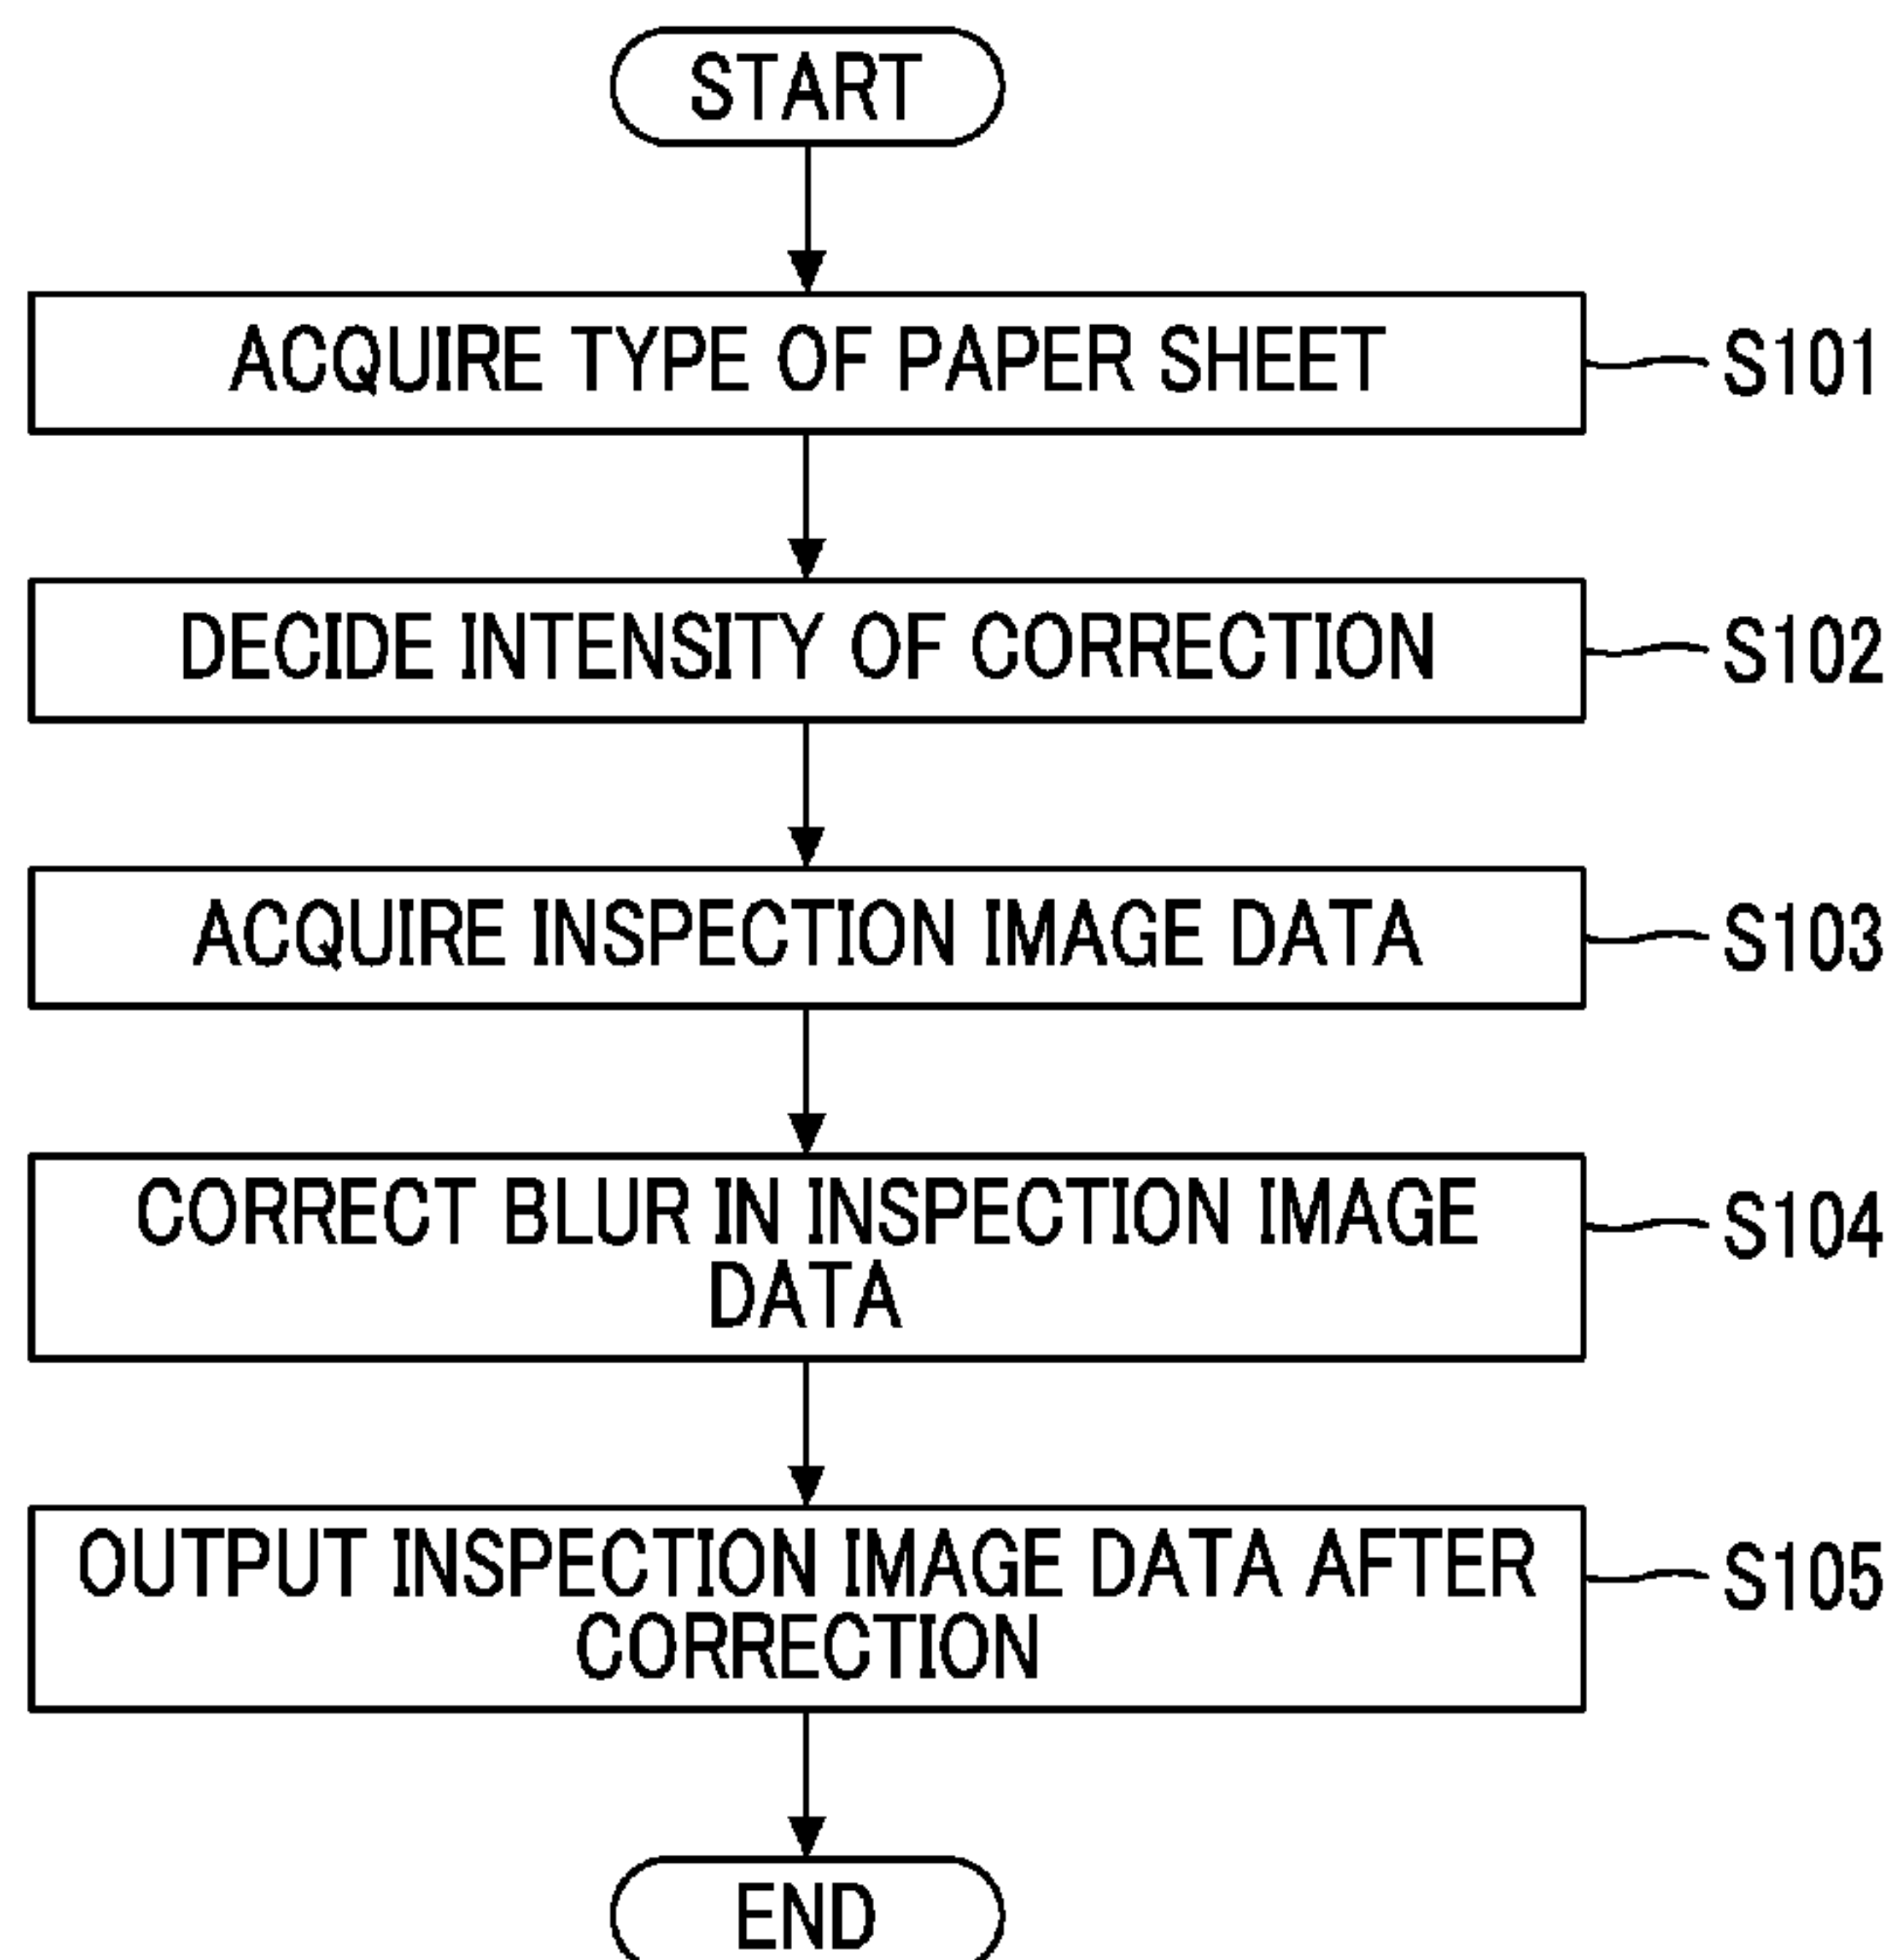 START
ACQUIRE TYPE OF PAPER SHEET
S101
DECIDE INTENSITY OF CORRECTION
S102
ACQUIRE INSPECTION IMAGE DATA
S103
CORRECT BLUR IN INSPECTION IMAGE
DATA
S104
OUTPUT INSPECTION IMAGE DATA AFTER
CORRECTION
S105
END